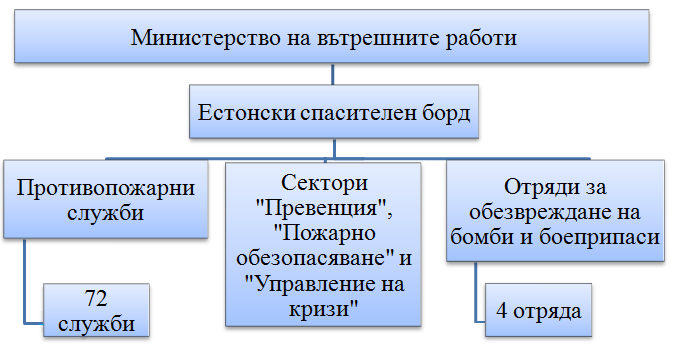 Министерство на вътрешните работи
Естонски спасителен борд
Противопожарни
служби
Сектори
"Превенция",
"Пожарно
обезопасяване" и
"Управление на
кризи"
Отряди за
обезвреждане на
бомби и боеприпаси
72
служби
4 отряда